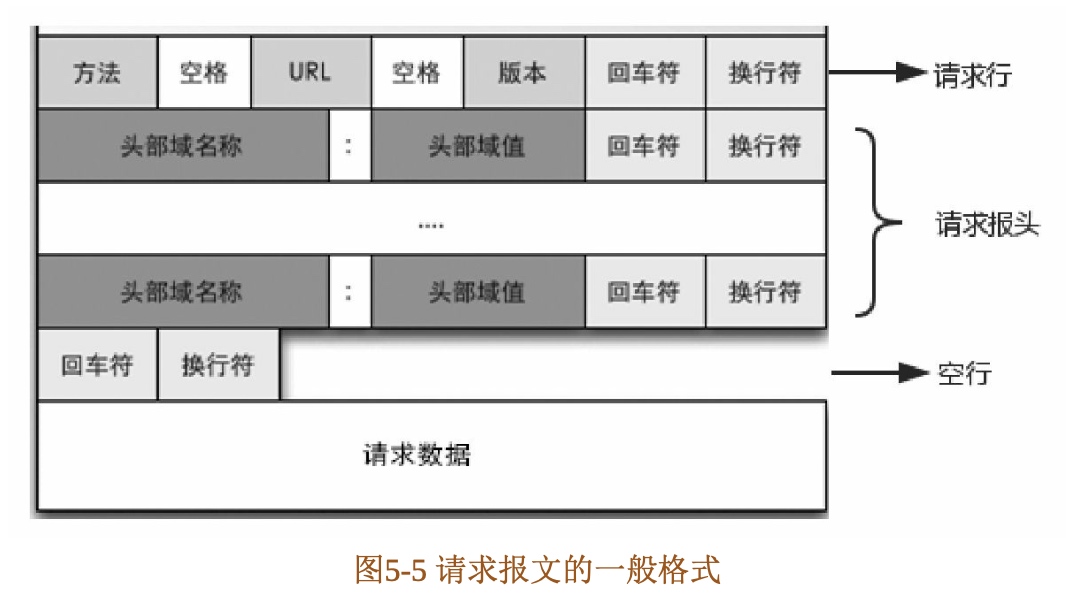 方法 空格 URL 空格 版本 回车符 换行符 请求行
头部域名称 : 头部域值 回车符 换行符
....
请求报头
头部域名称 : 头部域值 回车符 换行符
回车符 换行符 空行
请求数据
图5-5 请求报文的一般格式